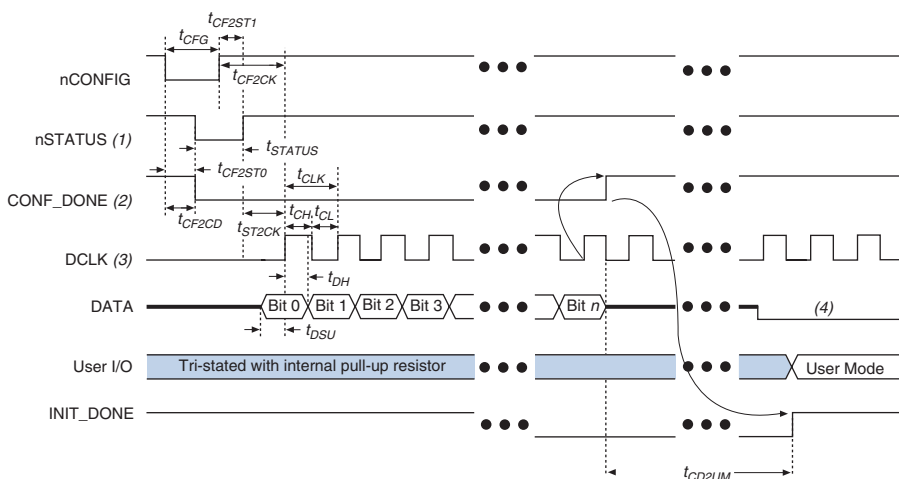 tCF2ST1
tCFG
nCONFIG
tCF2CK
nSTATUS (1)
tSTATUS
tCF2ST0
tCLK
CONF_DONE (2)
tCF2CD
tST2CK
tCH
tCL
DCLK (3)
tDH
DATA
Bit 0
Bit 1
Bit 2
Bit 3
Bit n
(4)
tDSU
User I/O
Tri-stated with internal pull-up resistor
User Mode
INIT_DONE
tCD2UM